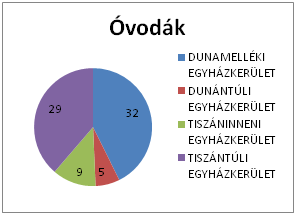 Óvodák
DUNAMELLÉKI
EGYHÁZKERÜLET
DUNÁNTÚLI
EGYHÁZKERÜLET
TISZÁNINNENI
EGYHÁZKERÜLET
TISZÁNTÚLI
EGYHÁZKERÜLET
32
5
9
29